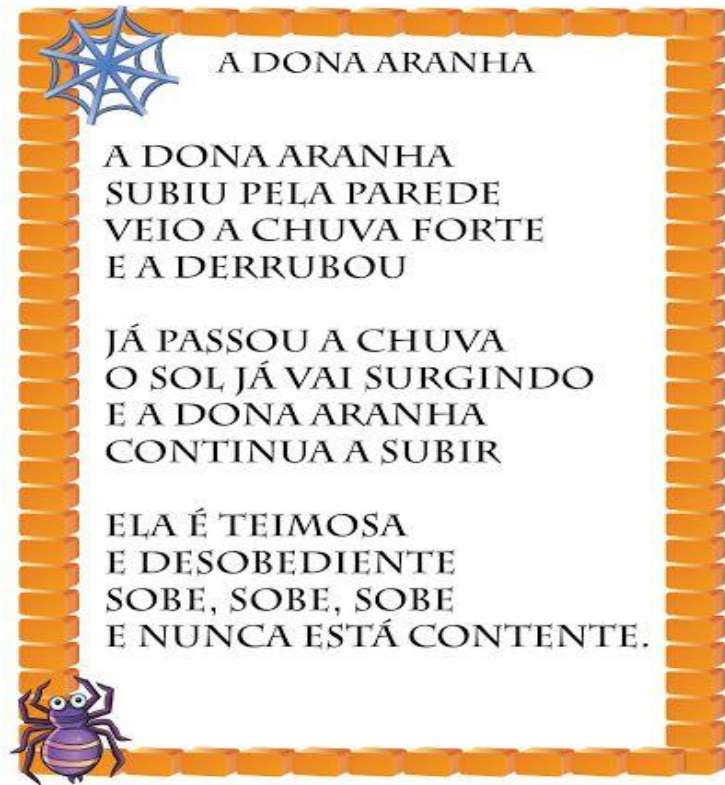 A DONA ARANHA
A DONA ARANHA
SUBIU PELA PAREDE
VEIO A CHUVA FORTE
E A DERRUBOU
JÁ PASSOU A CHUVA
O SOL JÁ VAI SURGINDO
E A DONA ARANHA
CONTINUA A SUBIR
ELA É TEIMOSA
E DESOBEDIENTE
SOBE, SOBE, SOBE
E NUNCA ESTÁ CONTENTE.